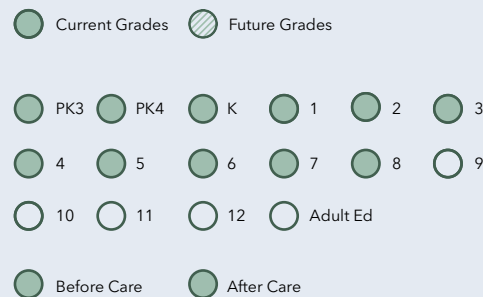 Current Grades Future Grades
PK3 PK4 K 1 2 3
4 5 6 7 8 9
10 11 12 Adult Ed
Before Care After Care